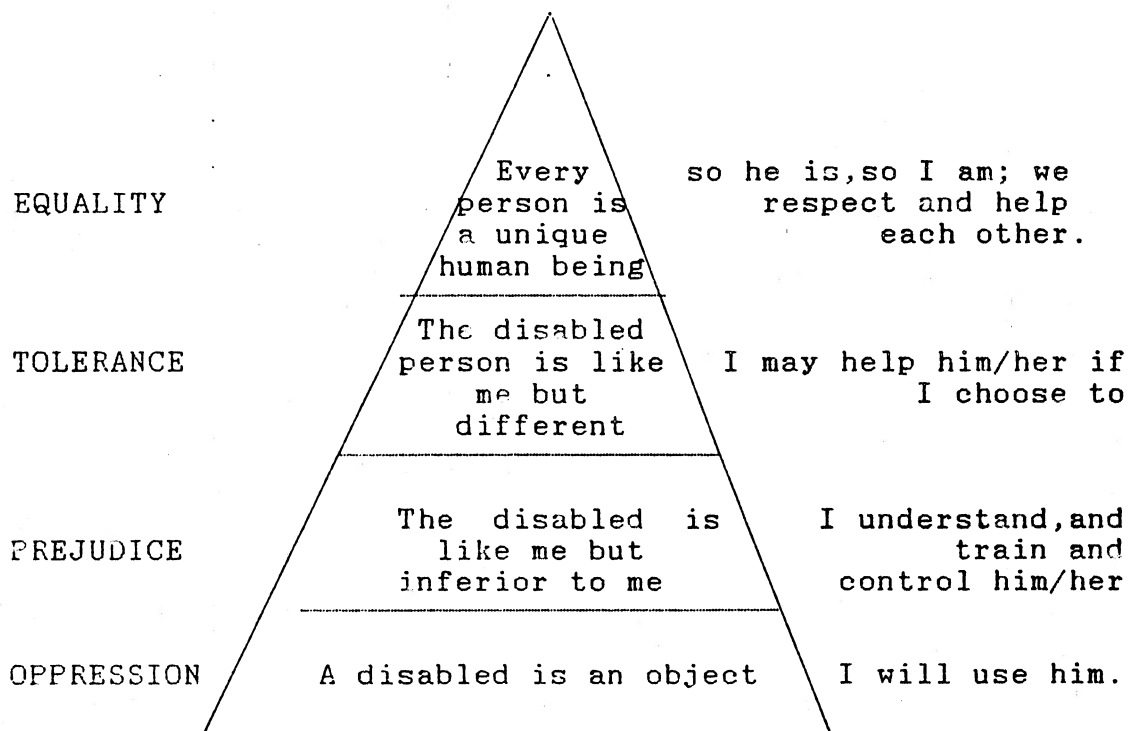 EQUALITY
Every
person is
a unique
human being
so he is,so I am; we
respect and help
each other.
TOLERANCE
The disabled
person is like
me but
different
I may help him/her if
I choose to
PREJUDICE
The disabled is
like me but
inferior to me
I understand,and
train and
control him/her
OPPRESSION
A disabled is an object
I will use him.